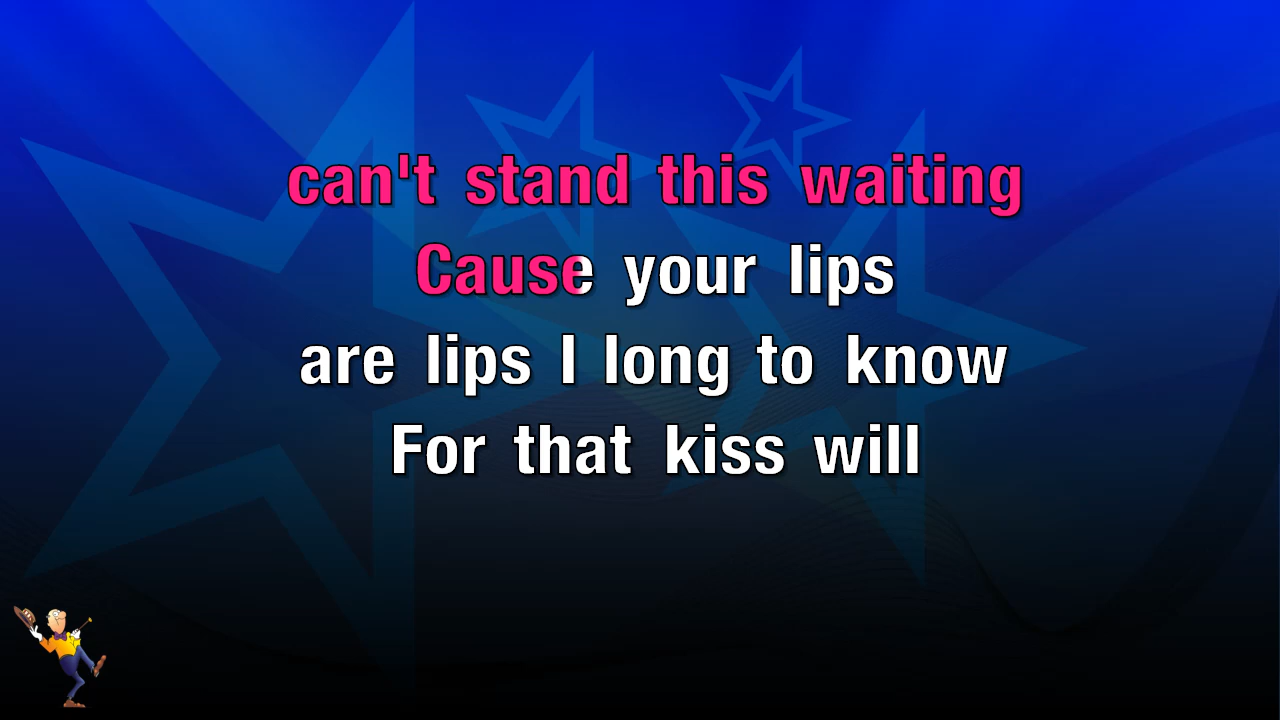 can't stand this waiting
Cause your lips
are lips I long to know
For that kiss will